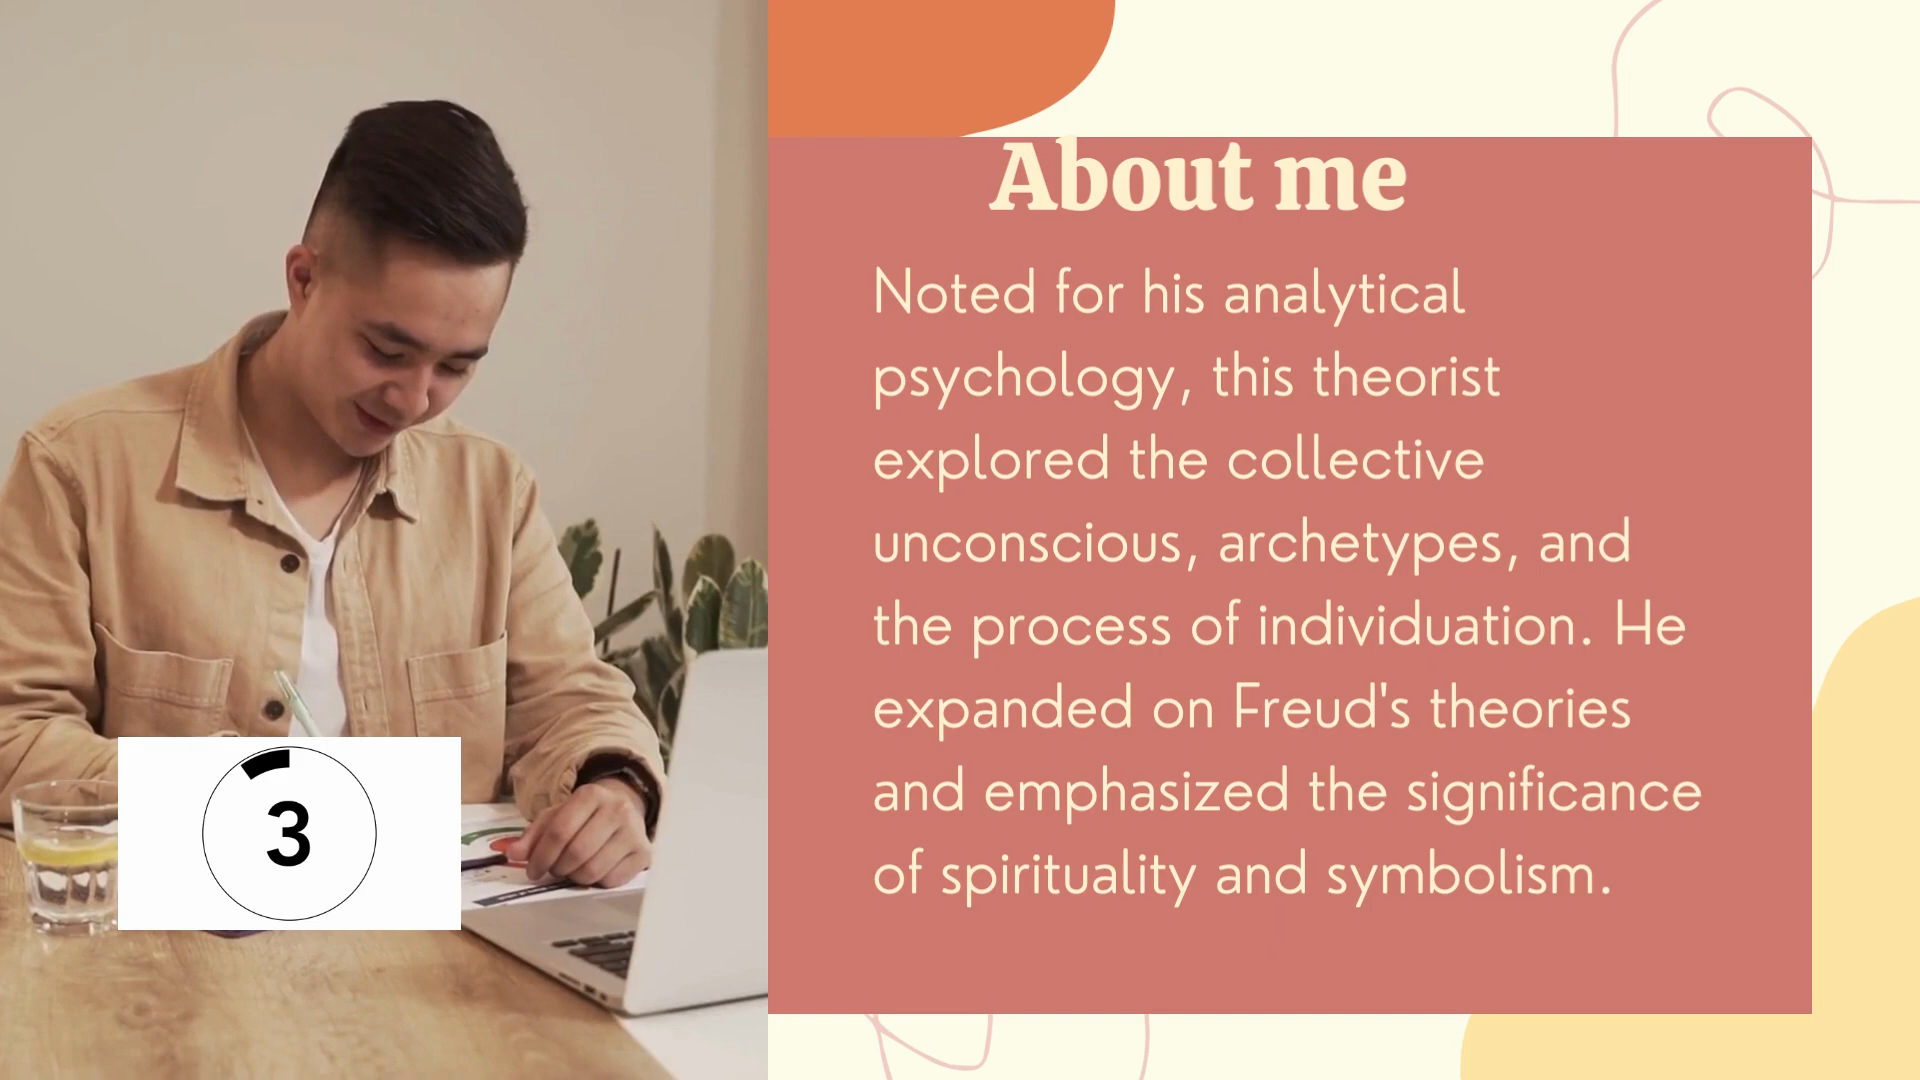 About me
Noted for his analytical
psychology, this theorist
explored the collective
unconscious, archetypes, and
the process of individuation. He
expanded on Freud's theories
and emphasized the significance
of spirituality and symbolism.
3